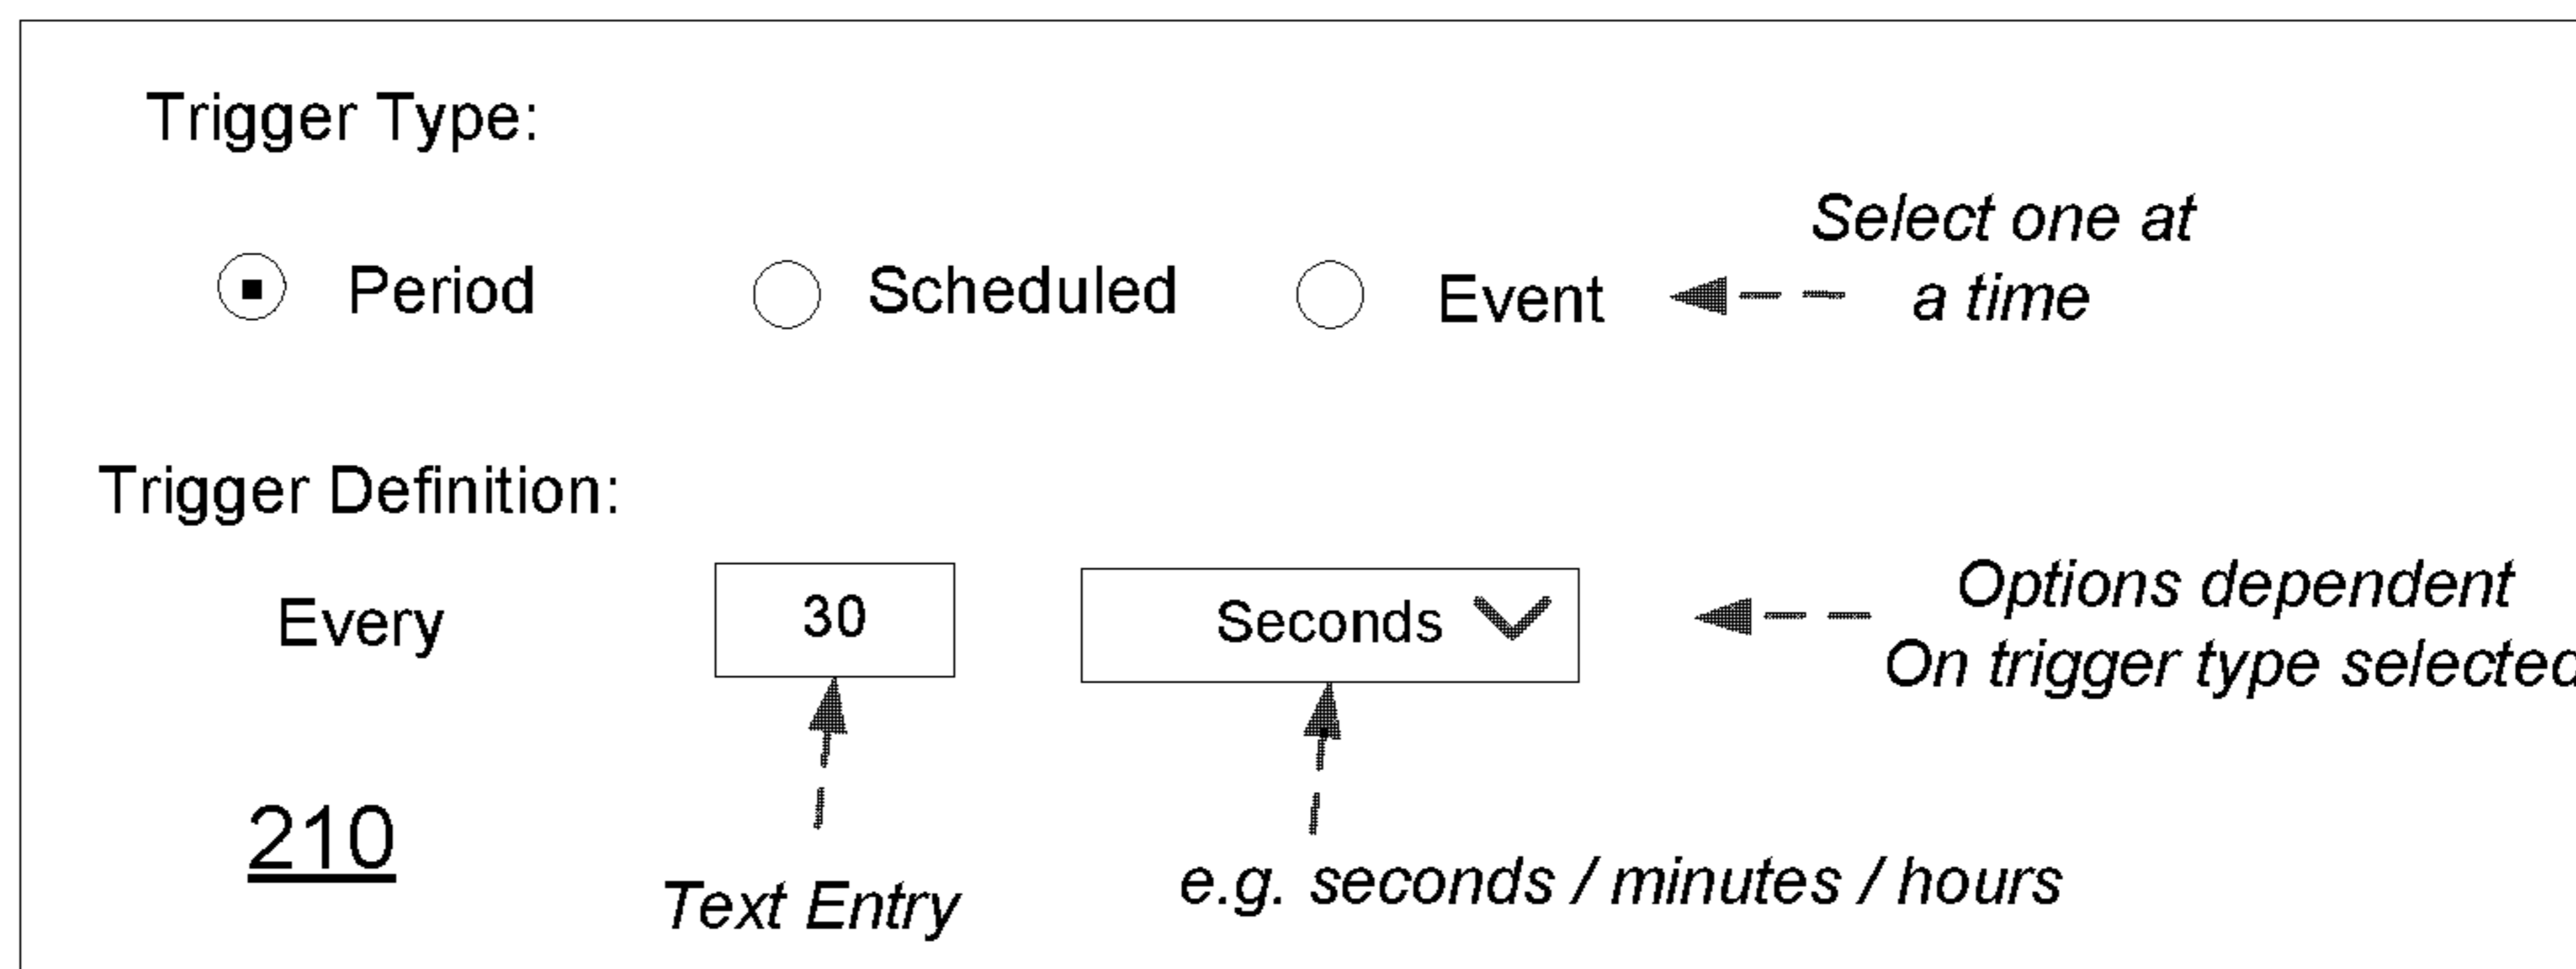 Trigger Type:
Period Scheduled Event Select one at
a time
Trigger Definition:
Every 30 Seconds Options dependent
On trigger type selected
210
Text Entry e.g. seconds / minutes / hours